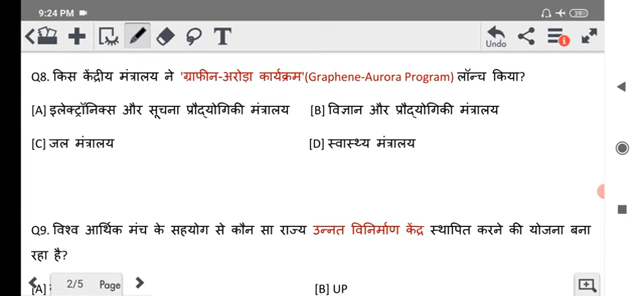 9:24 PM
39
T
Undo
Q8. किस केंद्रीय मंत्रालय ने 'ग्राफीन-अरोड़ा कार्यक्रम'(Graphene-Aurora Program) लॉन्च किया?
[A] इलेक्ट्रॉनिक्स और सूचना प्रौद्योगिकी मंत्रालय [B] विज्ञान और प्रौद्योगिकी मंत्रालय
[C] जल मंत्रालय [D] स्वास्थ्य मंत्रालय
Q9. विश्व आर्थिक मंच के सहयोग से कौन सा राज्य उन्नत विनिर्माण केंद्र स्थापित करने की योजना बना
रहा है?
2/5 Page
[A] [B] UP